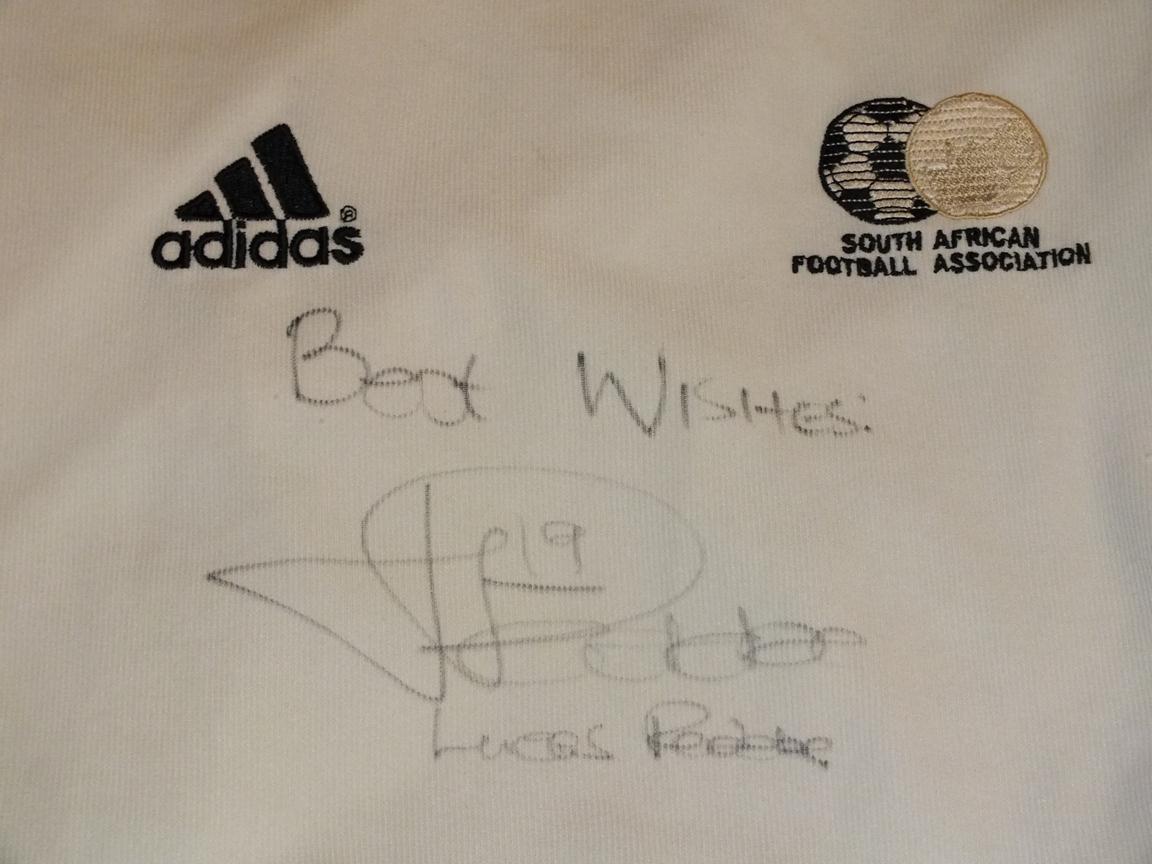 adidas®
SOUTH AFRICAN
FOOTBALL ASSOCIATION
Best WISHES:
19
Lucas Radebe